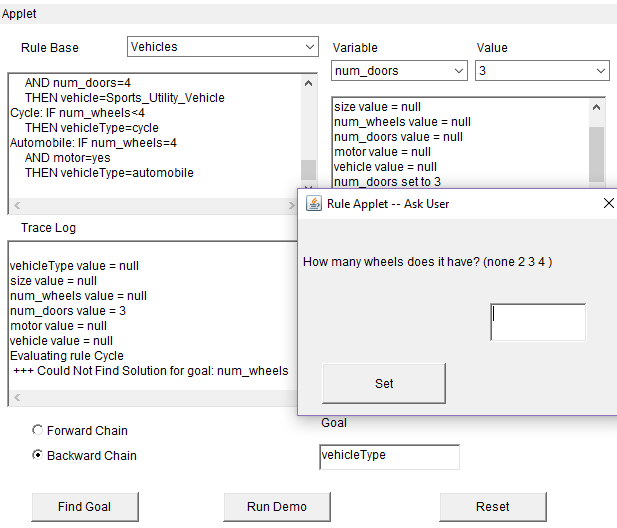 Applet
Rule Base
Vehicles
Variable
Value
num_doors
3
AND num_doors=4
THEN vehicle=Sports_Utility_Vehicle
Cycle: IF num_wheels<4
THEN vehicleType=cycle
Automobile: IF num_wheels=4
AND motor=yes
THEN vehicleType=automobile
size value = null
num_wheels value = null
num_doors value = null
motor value = null
vehicle value = null
num_doors set to 3
Trace Log
vehicleType value = null
size value = null
num_wheels value = null
num_doors value = 3
motor value = null
vehicle value = null
Evaluating rule Cycle
+++ Could Not Find Solution for goal: num_wheels
Rule Applet -- Ask User
How many wheels does it have? (none 2 3 4 )
Set
Forward Chain
Backward Chain
Goal
vehicleType
Find Goal
Run Demo
Reset